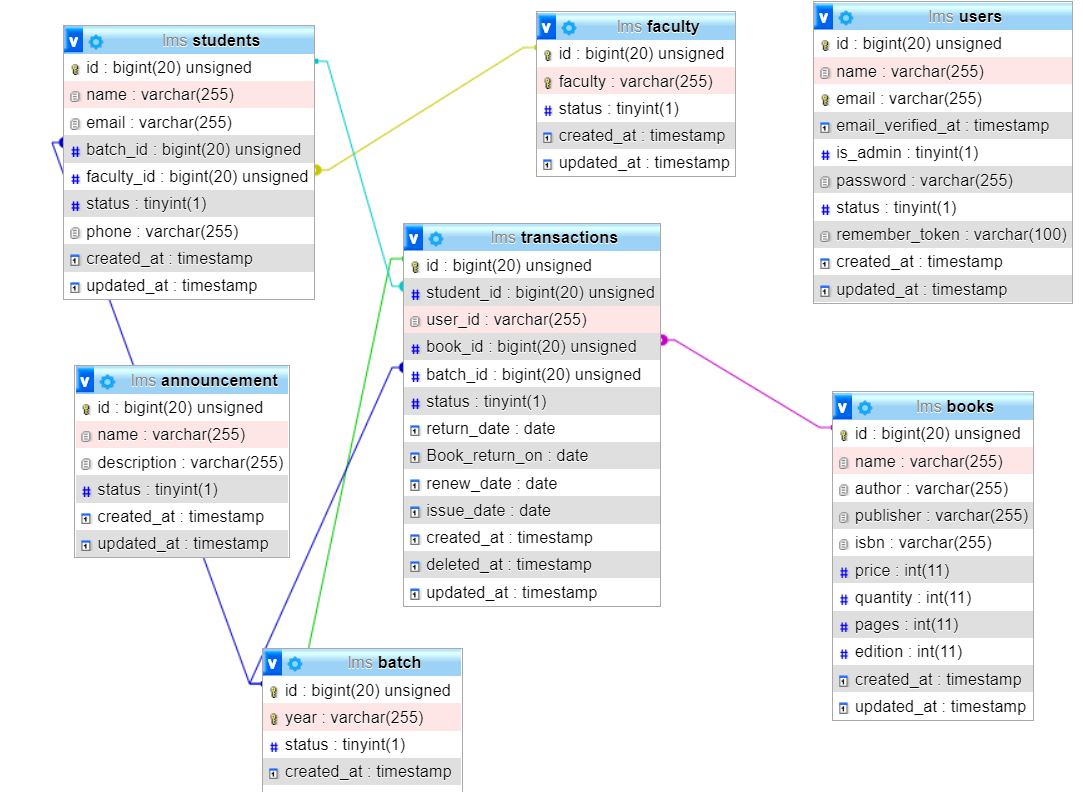 lms students
id : bigint(20) unsigned
name : varchar(255)
email : varchar(255)
batch_id : bigint(20) unsigned
faculty_id : bigint(20) unsigned
status : tinyint(1)
phone : varchar(255)
created_at : timestamp
updated_at : timestamp
lms faculty
id : bigint(20) unsigned
faculty : varchar(255)
status : tinyint(1)
created_at : timestamp
updated_at : timestamp
lms users
id : bigint(20) unsigned
name : varchar(255)
email : varchar(255)
email_verified_at : timestamp
is_admin : tinyint(1)
password : varchar(255)
status : tinyint(1)
remember_token : varchar(100)
created_at : timestamp
updated_at : timestamp
lms transactions
id : bigint(20) unsigned
student_id : bigint(20) unsigned
user_id : varchar(255)
book_id : bigint(20) unsigned
batch_id : bigint(20) unsigned
status : tinyint(1)
return_date : date
Book_return_on : date
renew_date : date
issue_date : date
created_at : timestamp
deleted_at : timestamp
updated_at : timestamp
lms announcement
id : bigint(20) unsigned
name : varchar(255)
description : varchar(255)
status : tinyint(1)
created_at : timestamp
updated_at : timestamp
lms books
id : bigint(20) unsigned
name : varchar(255)
author : varchar(255)
publisher : varchar(255)
isbn : varchar(255)
price : int(11)
quantity : int(11)
pages : int(11)
edition : int(11)
created_at : timestamp
updated_at : timestamp
lms batch
id : bigint(20) unsigned
year : varchar(255)
status : tinyint(1)
created_at : timestamp